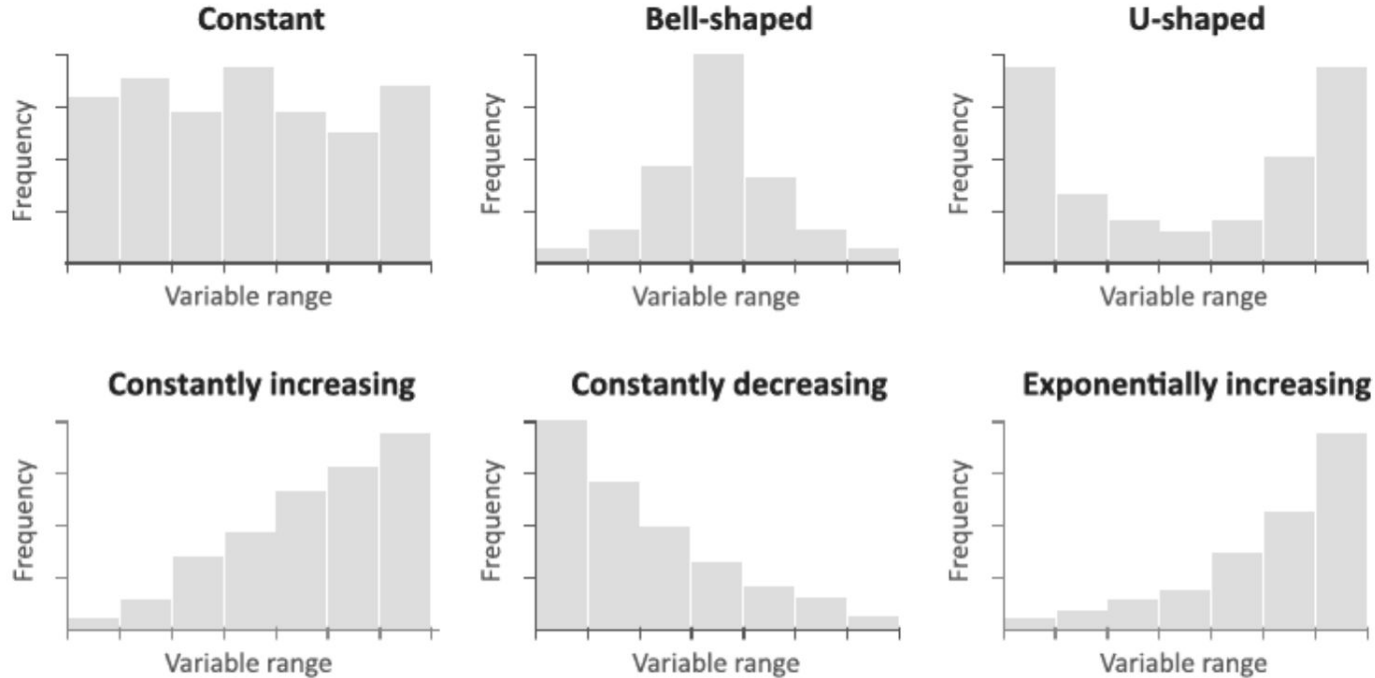 Constant
Bell-shaped
U-shaped
Frequency
Frequency
Frequency
Variable range
Variable range
Variable range
Constantly increasing
Constantly decreasing
Exponentially increasing
Frequency
Frequency
Frequency
Variable range
Variable range
Variable range